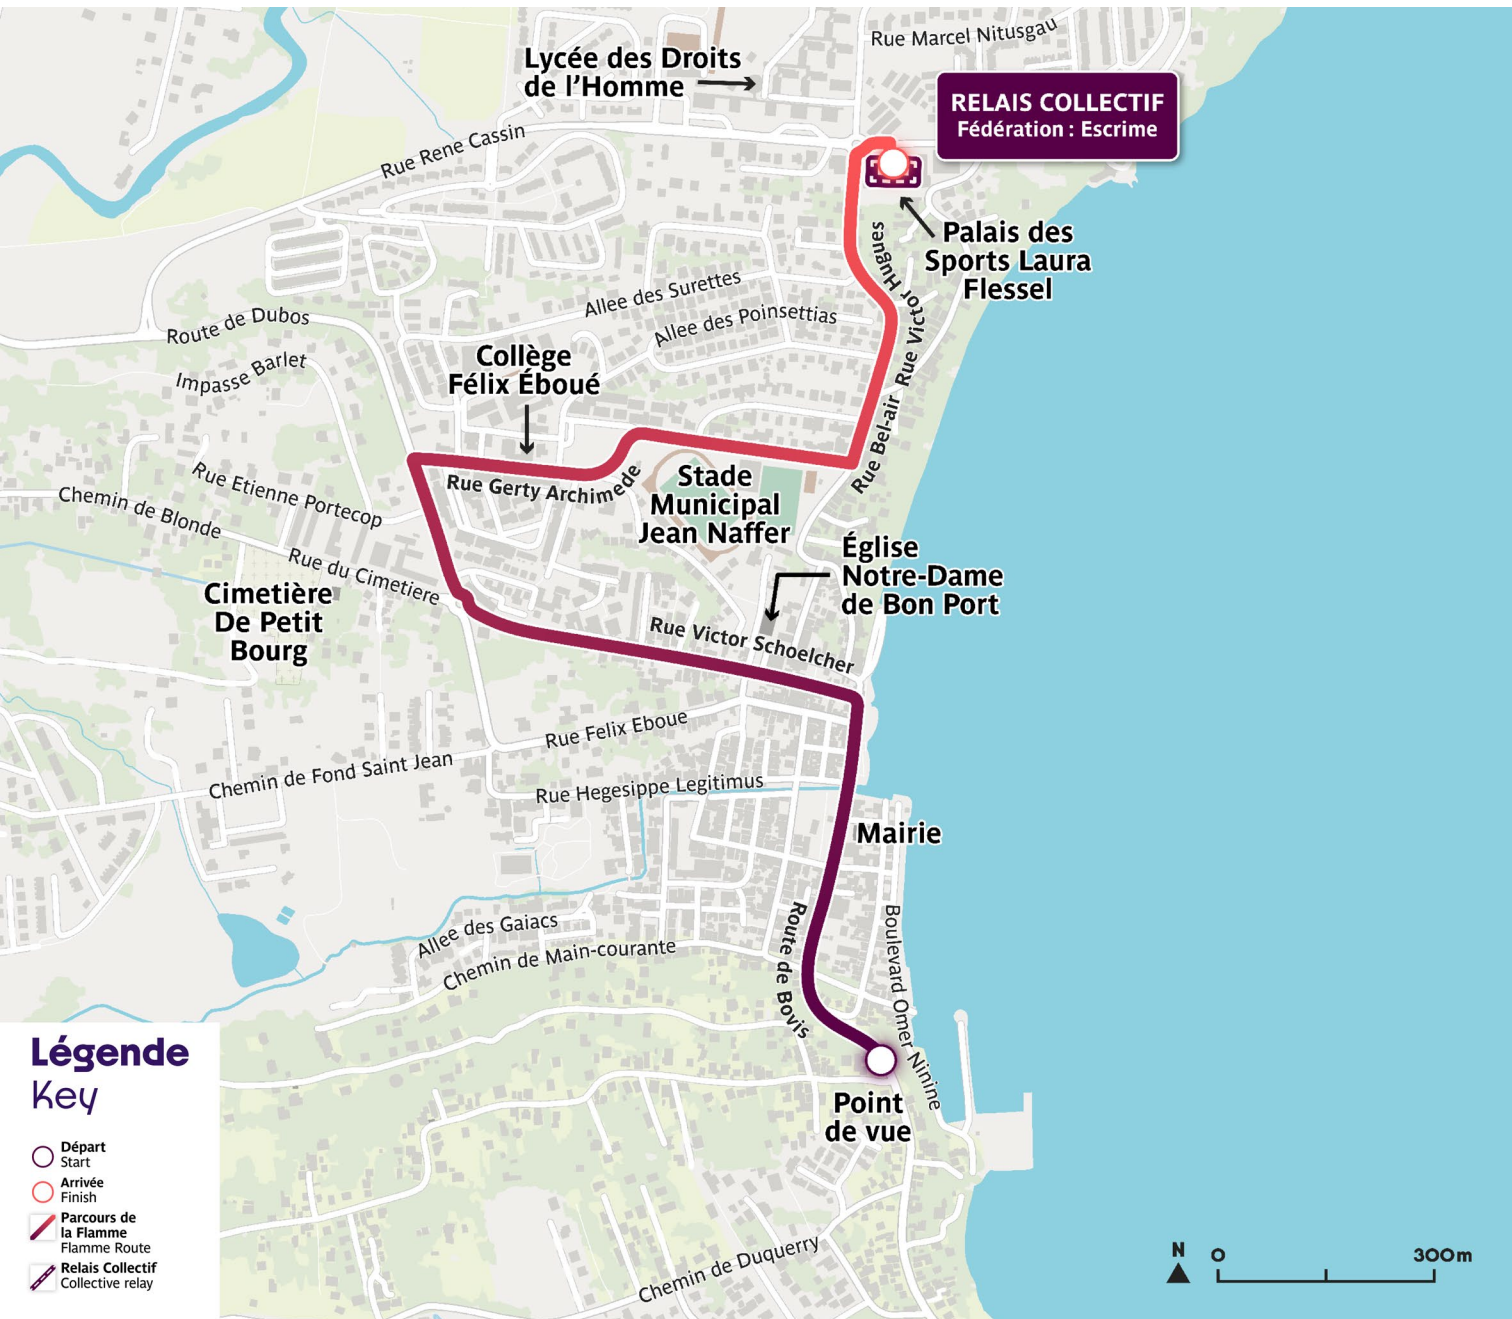 Rue Marcel Nitusgau
Lycée des Droits
de l'Homme
RELAIS COLLECTIF
Fédération : Escrime
Rue Rene Cassin
Palais des
Sports Laura
Flessel
Rue Victor Hugues
Allee des Surettes
Allee des Poinsettias
Route de Dubos
Impasse Barlet
Collège
Félix Éboué
Rue Bel-air
Rue Gerty Archimede
Stade
Municipal
Jean Naffer
Rue Etienne Portecop
Chemin de Blonde
Rue du Cimetiere
Église
Notre-Dame
de Bon Port
Cimetière
De Petit
Bourg
Rue Victor Schoelcher
Rue Felix Eboue
Chemin de Fond Saint Jean
Rue Hegesippe Legitimus
Mairie
Allee des Gaiacs
Chemin de Main-courante
Route de Bovis
Boulevard Omer Ninine
Point
de vue
Chemin de Duquerry
Légende
Key
Départ
Start
Arrivée
Finish
Parcours de
la Flamme
Flamme Route
Relais Collectif
Collective relay
N 0 300m